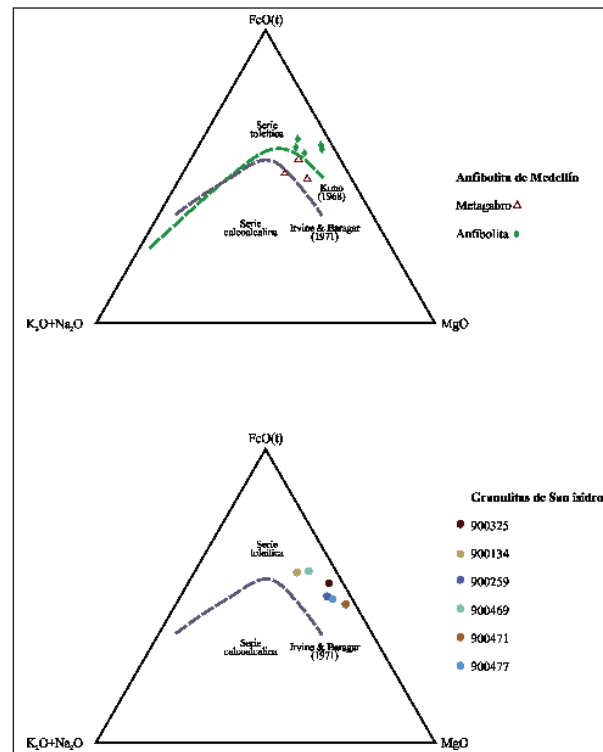 FeO(t)
Serie
toleítica
Kuno
(1968)
Serie
calcoalcalina
Irvine & Baragar
(1971)
K₂O+Na₂O
MgO
Anfibolita de Medellín
Metagabro
Anfibolita
FeO(t)
Serie
toleítica
Serie
calcoalcalina
Irvine & Baragar
(1971)
K₂O+Na₂O
MgO
Granulitas de San isidro
900325
900134
900259
900469
900471
900477